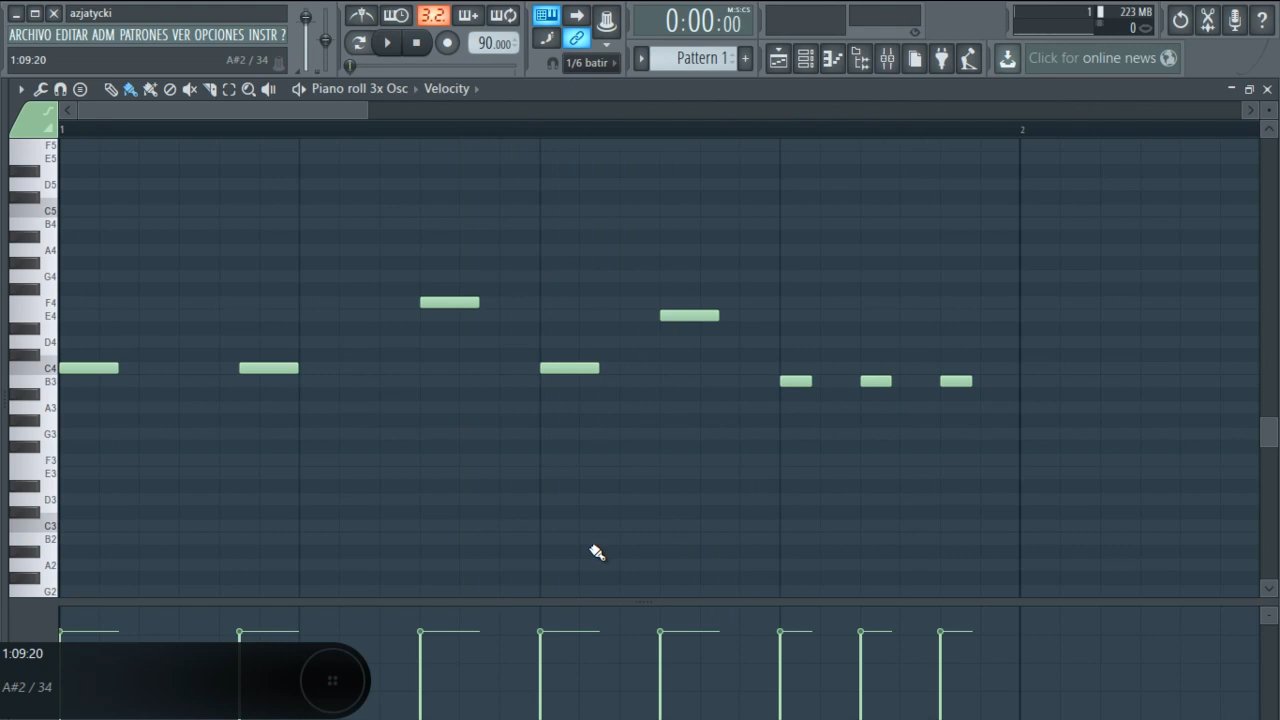 azjatycki
ARCHIVO EDITAR ADM PATRONES VER OPCIONES INSTR ?
1:09:20 A#2 / 34
3.2.
90.000
0:00:00
M:S:CS
1/6 batir
Pattern 1
+
1
223 MB
0
Click for online news
Piano roll 3x Osc
Velocity
1
2
F5
E5
D5
C5
B4
A4
G4
F4
E4
D4
C4
B3
A3
G3
F3
E3
D3
C3
B2
A2
G2
1:09:20
A#2 / 34